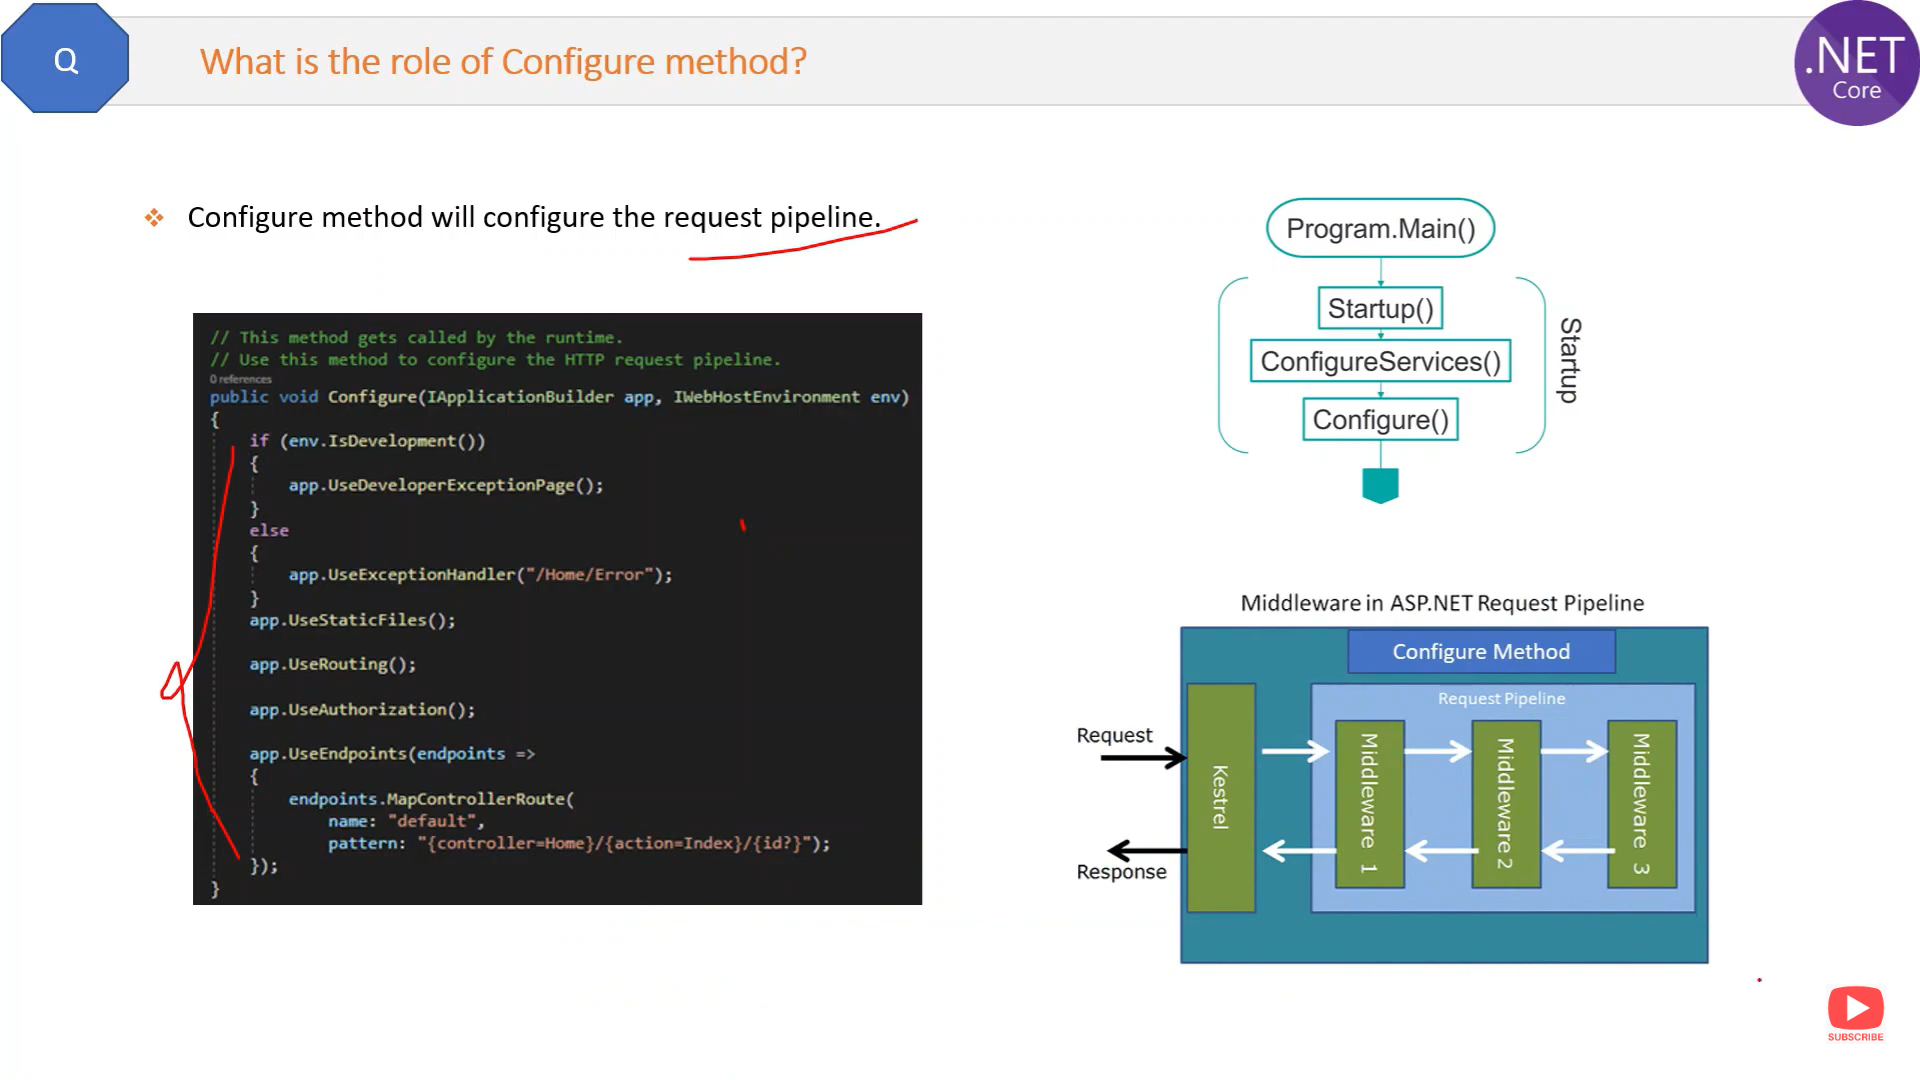 Q
What is the role of Configure method?
.NET
Core
Configure method will configure the request pipeline.
// This method gets called by the runtime.
// Use this method to configure the HTTP request pipeline.
0 references
public void Configure(IApplicationBuilder app, IWebHostEnvironment env)
{
if (env.IsDevelopment())
{
app.UseDeveloperExceptionPage();
}
else
{
app.UseExceptionHandler("/Home/Error");
}
app.UseStaticFiles();
app.UseRouting();
app.UseAuthorization();
app.UseEndpoints(endpoints =>
{
endpoints.MapControllerRoute(
name: "default",
pattern: "{controller=Home}/{action=Index}/{id?}");
});
}
Program.Main()
Startup()
ConfigureServices()
Configure()
Startup
Middleware in ASP.NET Request Pipeline
Configure Method
Request Pipeline
Request
Response
Kestrel
Middleware 1
Middleware 2
Middleware 3
SUBSCRIBE